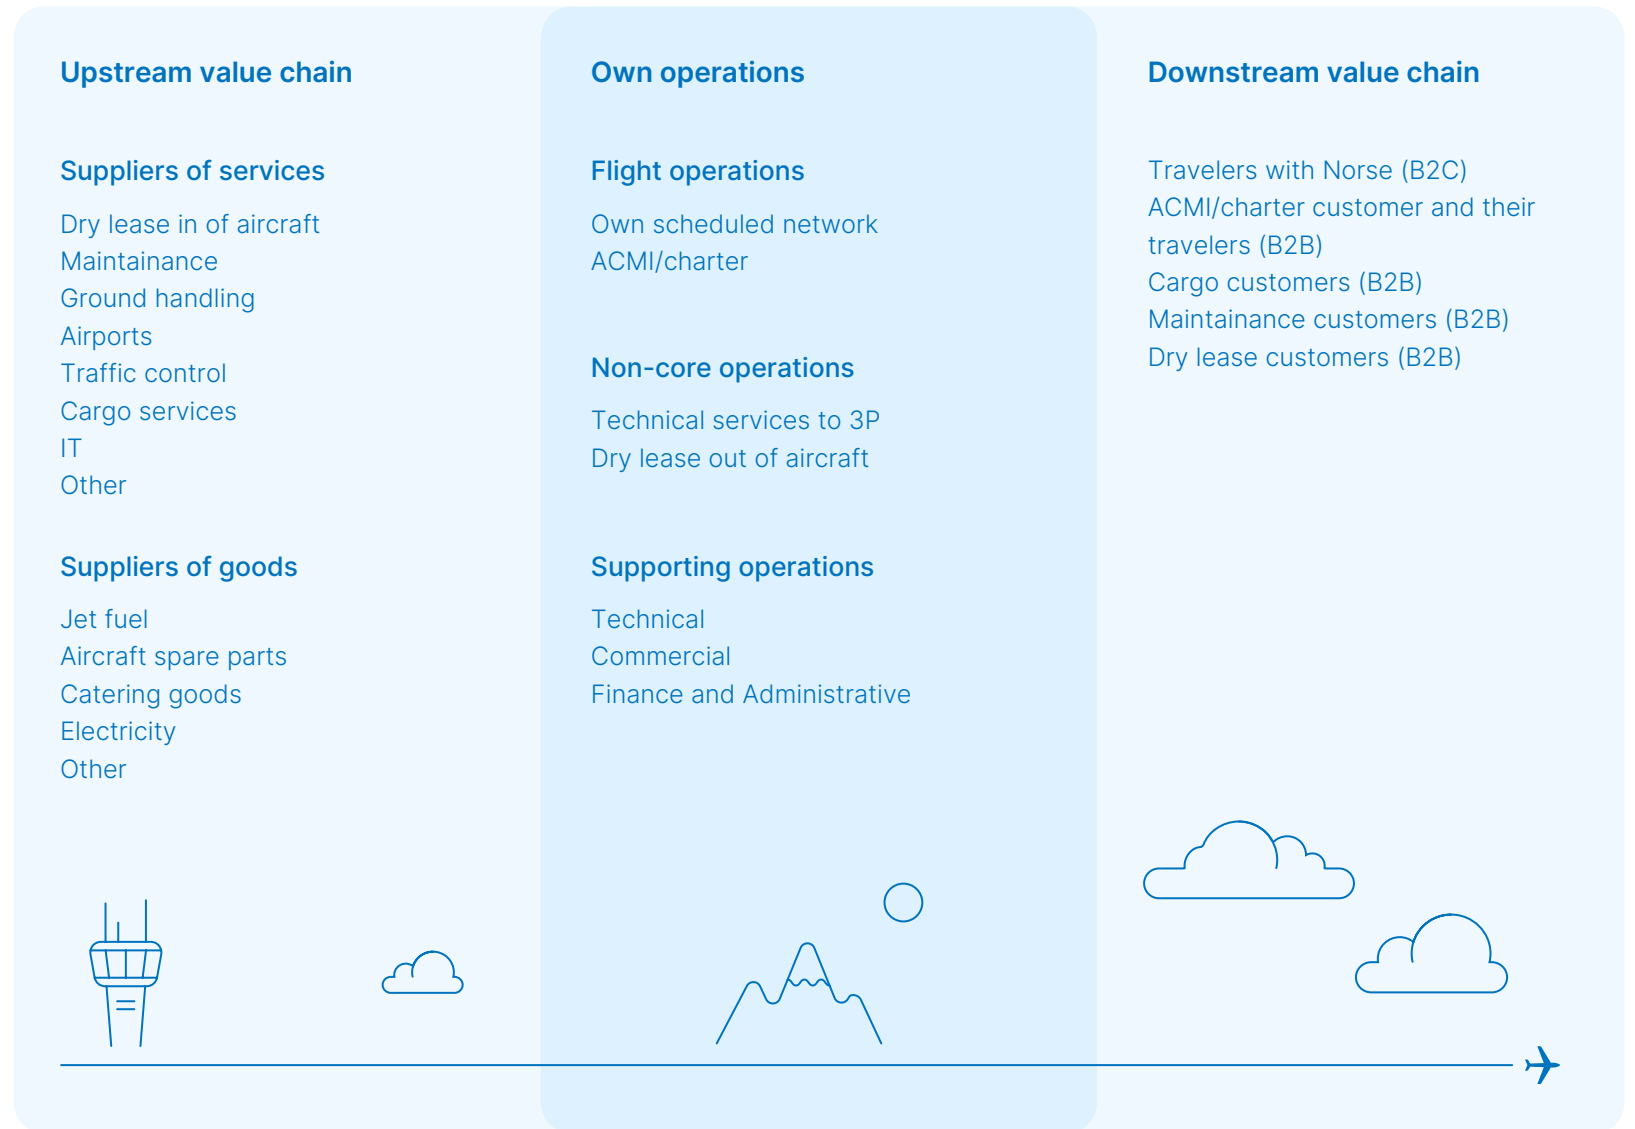 Upstream value chain
Suppliers of services
Dry lease in of aircraft
Maintainance
Ground handling
Airports
Traffic control
Cargo services
IT
Other
Suppliers of goods
Jet fuel
Aircraft spare parts
Catering goods
Electricity
Other
Own operations
Flight operations
Own scheduled network
ACMI/charter
Non-core operations
Technical services to 3P
Dry lease out of aircraft
Supporting operations
Technical
Commercial
Finance and Administrative
Downstream value chain
Travelers with Norse (B2C)
ACMI/charter customer and their
travelers (B2B)
Cargo customers (B2B)
Maintainance customers (B2B)
Dry lease customers (B2B)